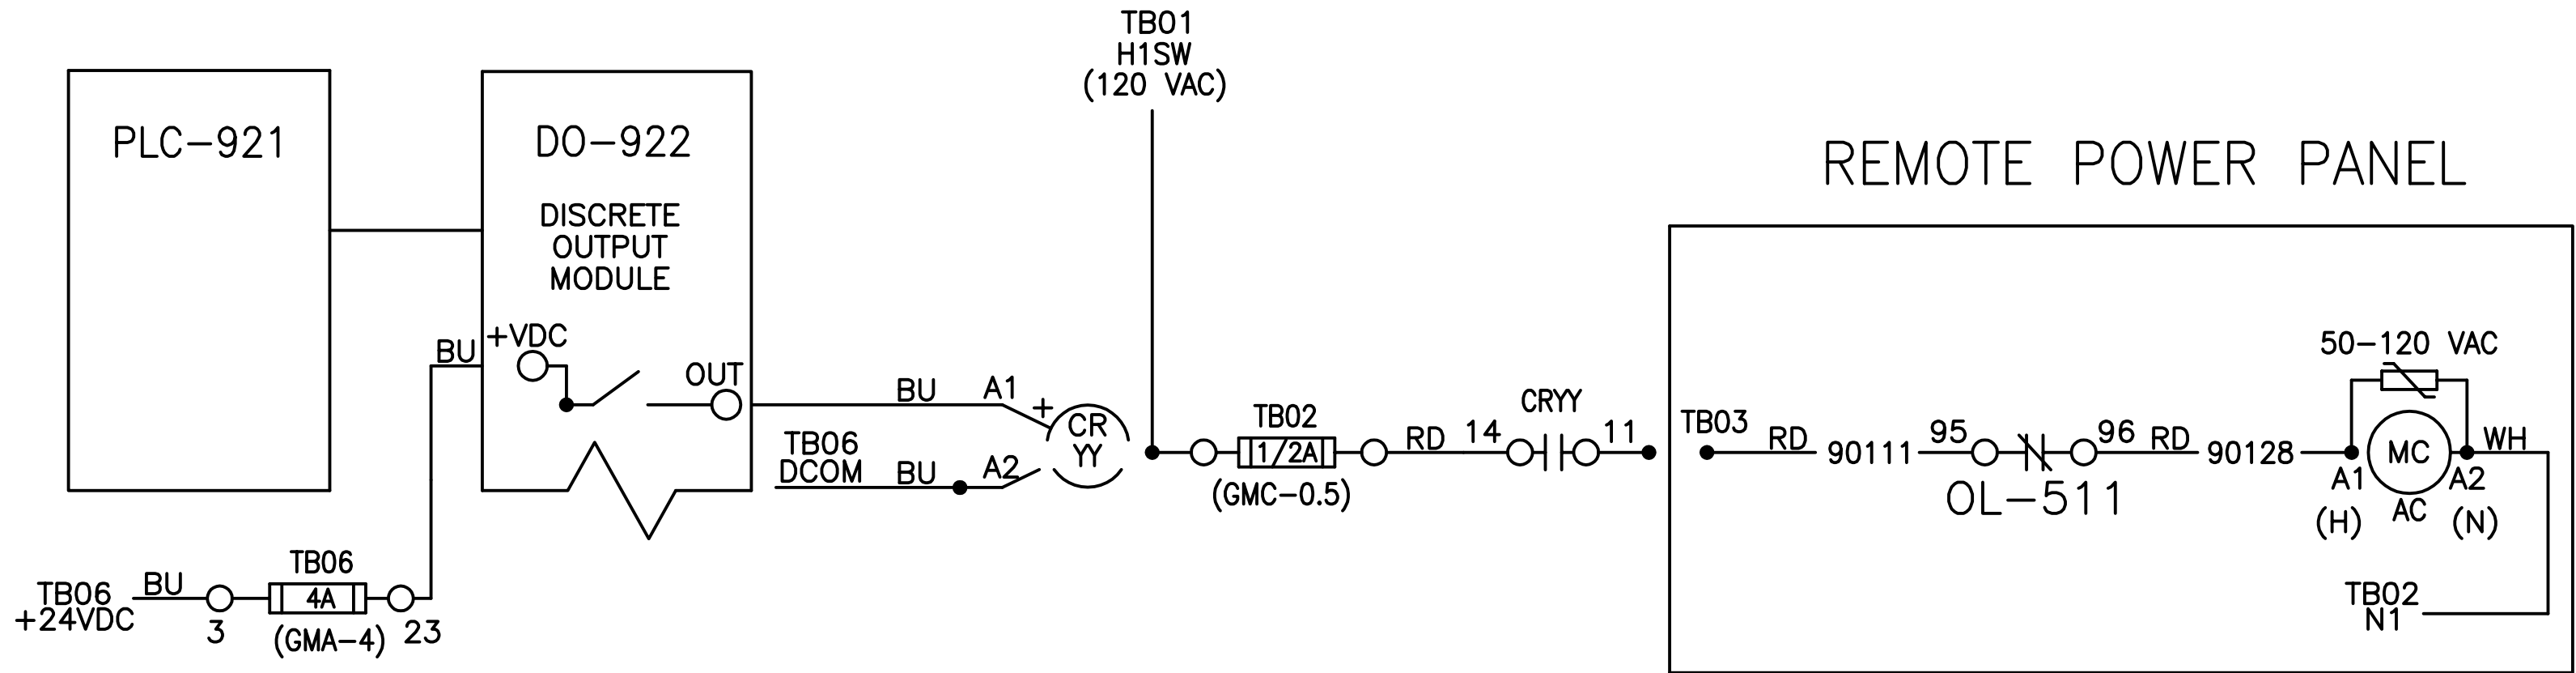 TB01
H1SW
(120 VAC)
PLC-921
DO-922
DISCRETE
OUTPUT
MODULE
+VDC
BU
OUT
BU
A1
+
CR
YY
TB06
DCOM
BU
A2
TB06
+24VDC
BU
3
TB06
4A
(GMA-4)
23
TB02
1/2A
(GMC-0.5)
RD
14
CRYY
11
REMOTE POWER PANEL
TB03
RD
90111
95
OL-511
96
RD
90128
50-120 VAC
MC
A1
(H)
AC
A2
(N)
WH
TB02
N1